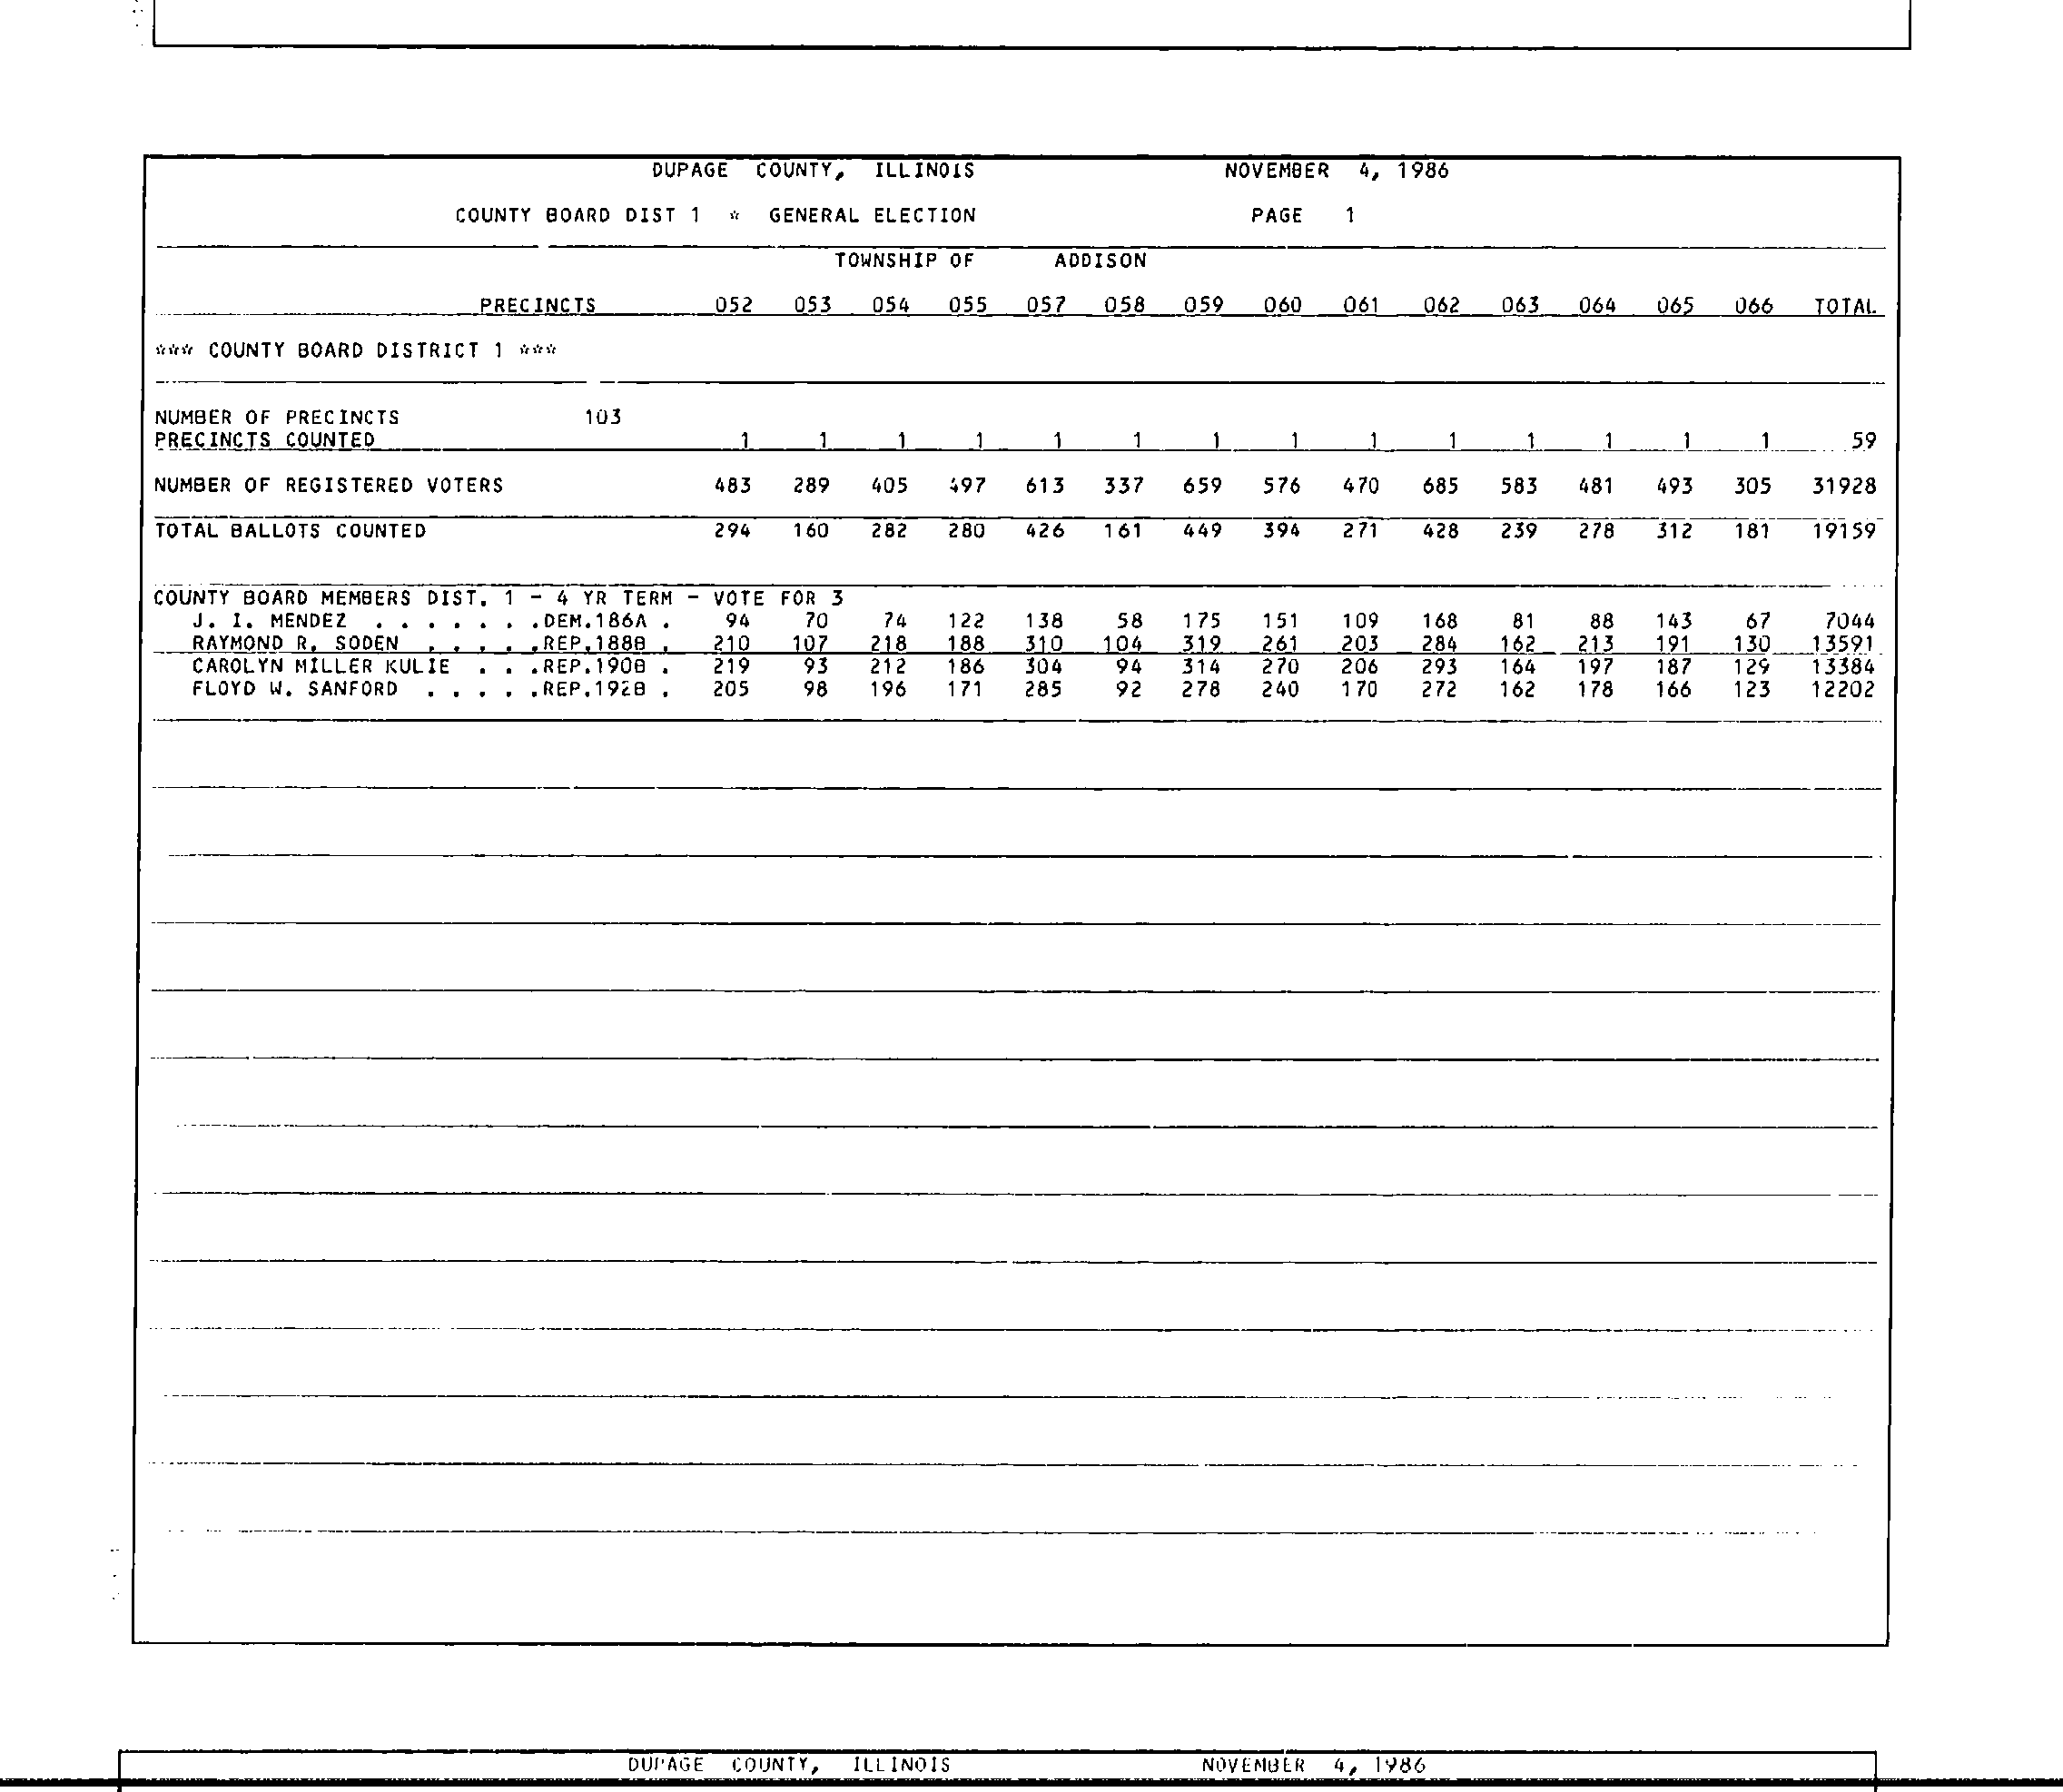 DUPAGE COUNTY, ILLINOIS NOVEMBER 4, 1986
COUNTY BOARD DIST 1 * GENERAL ELECTION PAGE 1
TOWNSHIP OF ADDISON
PRECINCTS 052 053 054 055 057 058 059 060 061 062 063 064 065 066 TOTAL
*** COUNTY BOARD DISTRICT 1 ***
NUMBER OF PRECINCTS 103
PRECINCTS COUNTED 1 1 1 1 1 1 1 1 1 1 1 1 1 1 59
NUMBER OF REGISTERED VOTERS 483 289 405 497 613 337 659 576 470 685 583 481 493 305 31928
TOTAL BALLOTS COUNTED 294 160 282 280 426 161 449 394 271 428 239 278 312 181 19159
COUNTY BOARD MEMBERS DIST. 1 - 4 YR TERM - VOTE FOR 3
J. I. MENDEZ . . . . . . .DEM.186A . 94 70 74 122 138 58 175 151 109 168 81 88 143 67 7044
RAYMOND R. SODEN . . . . .REP.188B . 210 107 218 188 310 104 319 261 203 284 162 213 191 130 13591
CAROLYN MILLER KULIE . . .REP.190B . 219 93 212 186 304 94 314 270 206 293 164 197 187 129 13384
FLOYD W. SANFORD . . . . .REP.192B . 205 98 196 171 285 92 278 240 170 272 162 178 166 123 12202
DUPAGE COUNTY, ILLINOIS NOVEMBER 4, 1986